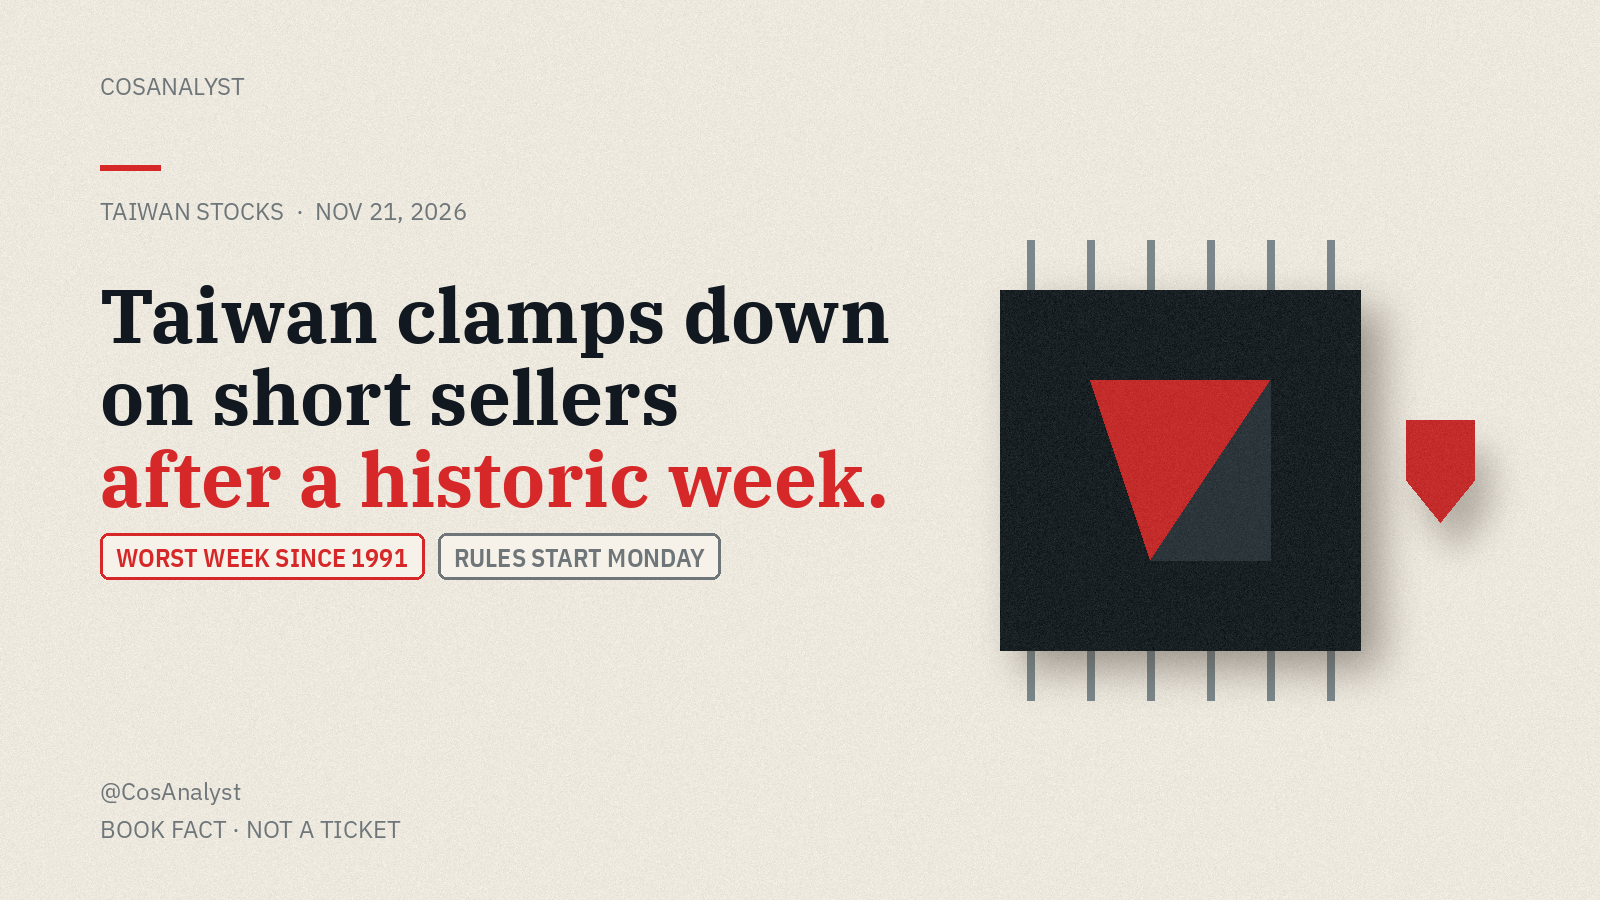 COSANALYST
TAIWAN STOCKS · NOV 21, 2026
Taiwan clamps down
on short sellers
after a historic week.
WORST WEEK SINCE 1991
RULES START MONDAY
@CosAnalyst
BOOK FACT · NOT A TICKET